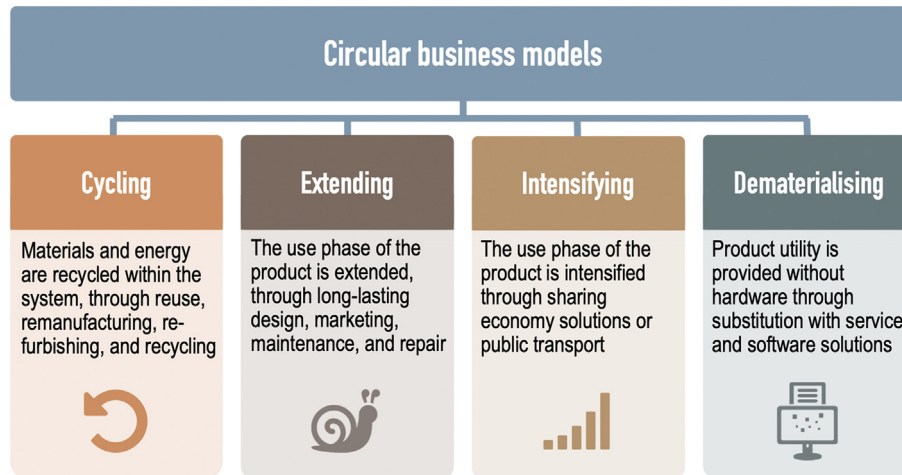 Circular business models
Cycling
Materials and energy
are recycled within the
system, through reuse,
remanufacturing, re-
furbishing, and recycling
Extending
The use phase of the
product is extended,
through long-lasting
design, marketing,
maintenance, and repair
Intensifying
The use phase of the
product is intensified
through sharing
economy solutions or
public transport
Dematerialising
Product utility is
provided without
hardware through
substitution with service
and software solutions